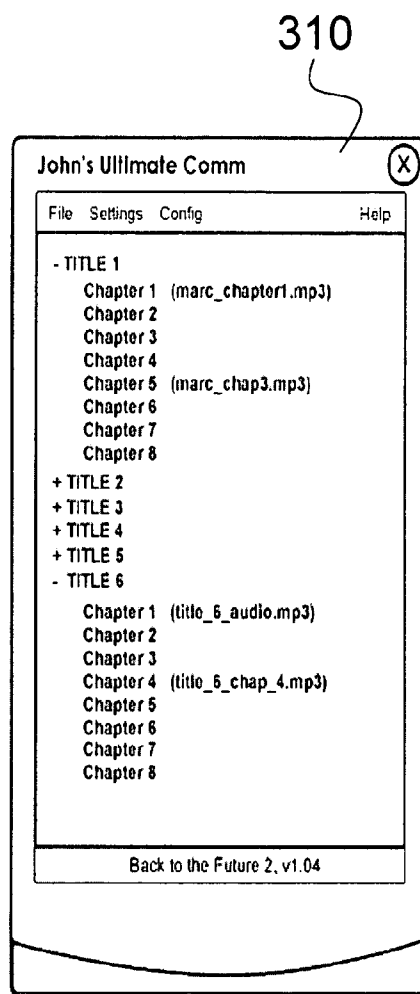 310
John's Ultimate Comm
File Settings Config Help
- TITLE 1
Chapter 1 (marc_chapter1.mp3)
Chapter 2
Chapter 3
Chapter 4
Chapter 5 (marc_chap3.mp3)
Chapter 6
Chapter 7
Chapter 8
+ TITLE 2
+ TITLE 3
+ TITLE 4
+ TITLE 5
- TITLE 6
Chapter 1 (title_6_audio.mp3)
Chapter 2
Chapter 3
Chapter 4 (title_6_chap_4.mp3)
Chapter 5
Chapter 6
Chapter 7
Chapter 8
Back to the Future 2, v1.04